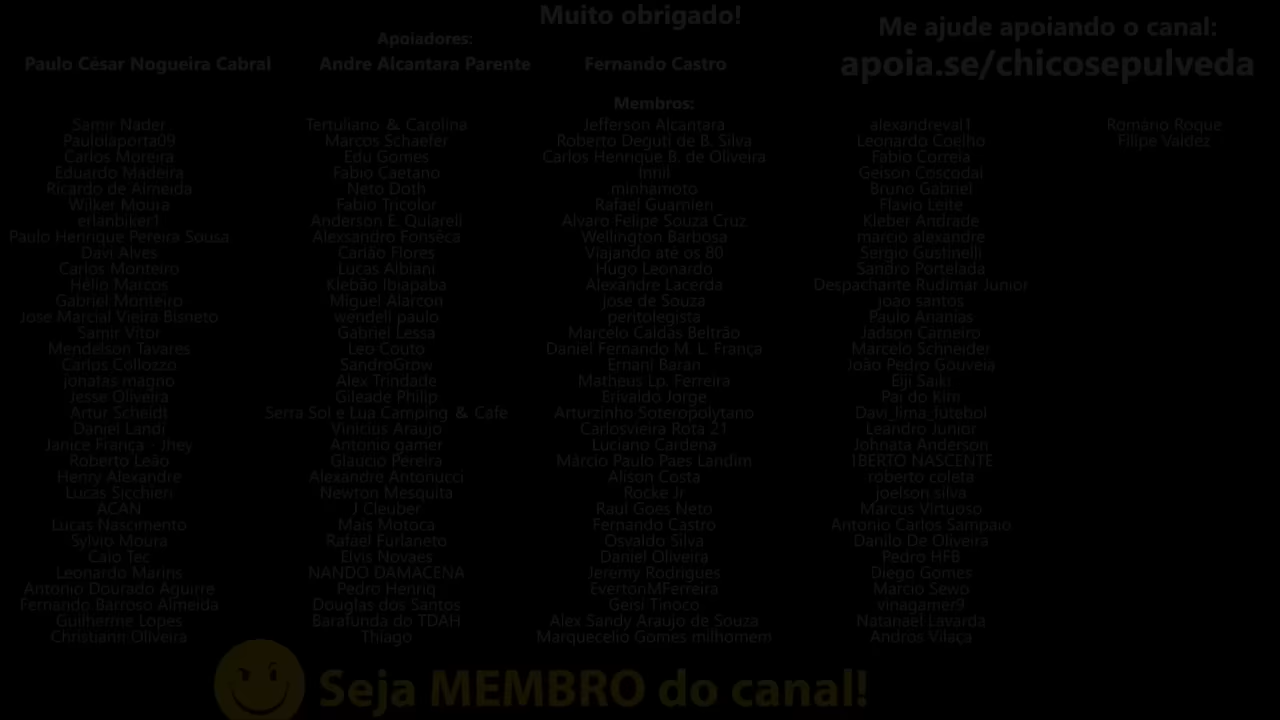 Muito obrigado!
Me ajude apoiando o canal:
apoia.se/chicosepulveda
Apoiadores:
Paulo César Nogueira Cabral
Andre Alcantara Parente
Fernando Castro
Membros:
Samir Nader
Paulolaporta09
Carlos Moreira
Eduardo Madeira
Ricardo de Almeida
Wilker Moura
erlanbiker1
Paulo Henrique Pereira Sousa
Davi Alves
Carlos Monteiro
Hélio Marcos
Gabriel Monteiro
Jose Marcial Vieira Bisneto
Samir Vitor
Mendelson Tavares
Carlos Collozzo
jonatas magno
Jesse Oliveira
Artur Scheidt
Daniel Landi
Janice França - Jhey
Roberto Leão
Henry Alexandre
Lucas Sicchieri
ACAN
Lucas Nascimento
Sylvio Moura
Caio Tec
Leonardo Marins
Antonio Dourado Aguirre
Fernando Barroso Almeida
Guilherme Lopes
Christiann Oliveira
Tertuliano & Catolina
Marcos Schaefer
Edu Gomes
Fabio Caetano
Neto Doth
Fabio Tricolor
Anderson E. Quiareli
Alexsandro Fonsêca
Carlão Flores
Lucas Albiani
Klebão Ibiapaba
Miguel Alarcon
wendell paulo
Gabriel Lessa
Leo Couto
SandroGrow
Alex Trindade
Gileade Philip
Serra Sol e Lua Camping & Cafe
Vinicius Araujo
Antonio gamer
Glaucio Pereira
Alexandre Antonucci
Newton Mesquita
J Cleuber
Mais Motoca
Rafael Furlaneto
Elvis Novaes
NANDO DAMACENA
Pedro Henriq
Douglas dos Santos
Barafunda do TDAH
Thiago
Jefferson Alcantara
Roberto Deguti de B. Silva
Carlos Henrique B. de Oliveira
minhamoto
Rafael Guarnieri
Alvaro Felipe Souza Cruz
Wellington Barbosa
Viajando até os 80
Hugo Leonardo
Alexandre Lacerda
jose de Souza
peritolegista
Marcelo Caldas Beltrão
Daniel Fernando M. L. França
Ernani Baran
Matheus Lp. Ferreira
Erivaldo Jorge
Arturzinho Soteropolytano
Carlosvieira Rota 21
Luciano Cardena
Márcio Paulo Paes Landim
Alison Costa
Rocke Jr
Raul Goes Neto
Fernando Castro
Osvaldo Silva
Daniel Oliveira
Jeremy Rodrigues
EvertonMFerreira
Gersi Tinoco
Alex Sandy Araujo de Souza
Marquecelio Gomes milhomem
alexandreval1
Leonardo Coelho
Fabio Correia
Geison Coscodai
Bruno Gabriel
Flavio Leite
Kleber Andrade
marcio alexandre
Sergio Gustinelli
Sandro Portelada
Despachante Rudimar Junior
joao santos
Paulo Ananias
Jadson Carneiro
Marcelo Schneider
João Pedro Gouveia
Eiji Saiki
Pai do Kim
Davi_lima_futebol
Leandro Junior
Johnata Anderson
IBERTO NASCENTE
roberto coleta
joelson silva
Marcus Virtuoso
Antonio Carlos Sampaio
Danilo De Oliveira
Pedro HFB
Diego Gomes
Marcio Sewo
vinagamer9
Natanael Lavarda
Andros Vilaça
Romário Roque
Filipe Valdez
Seja MEMBRO do canal!